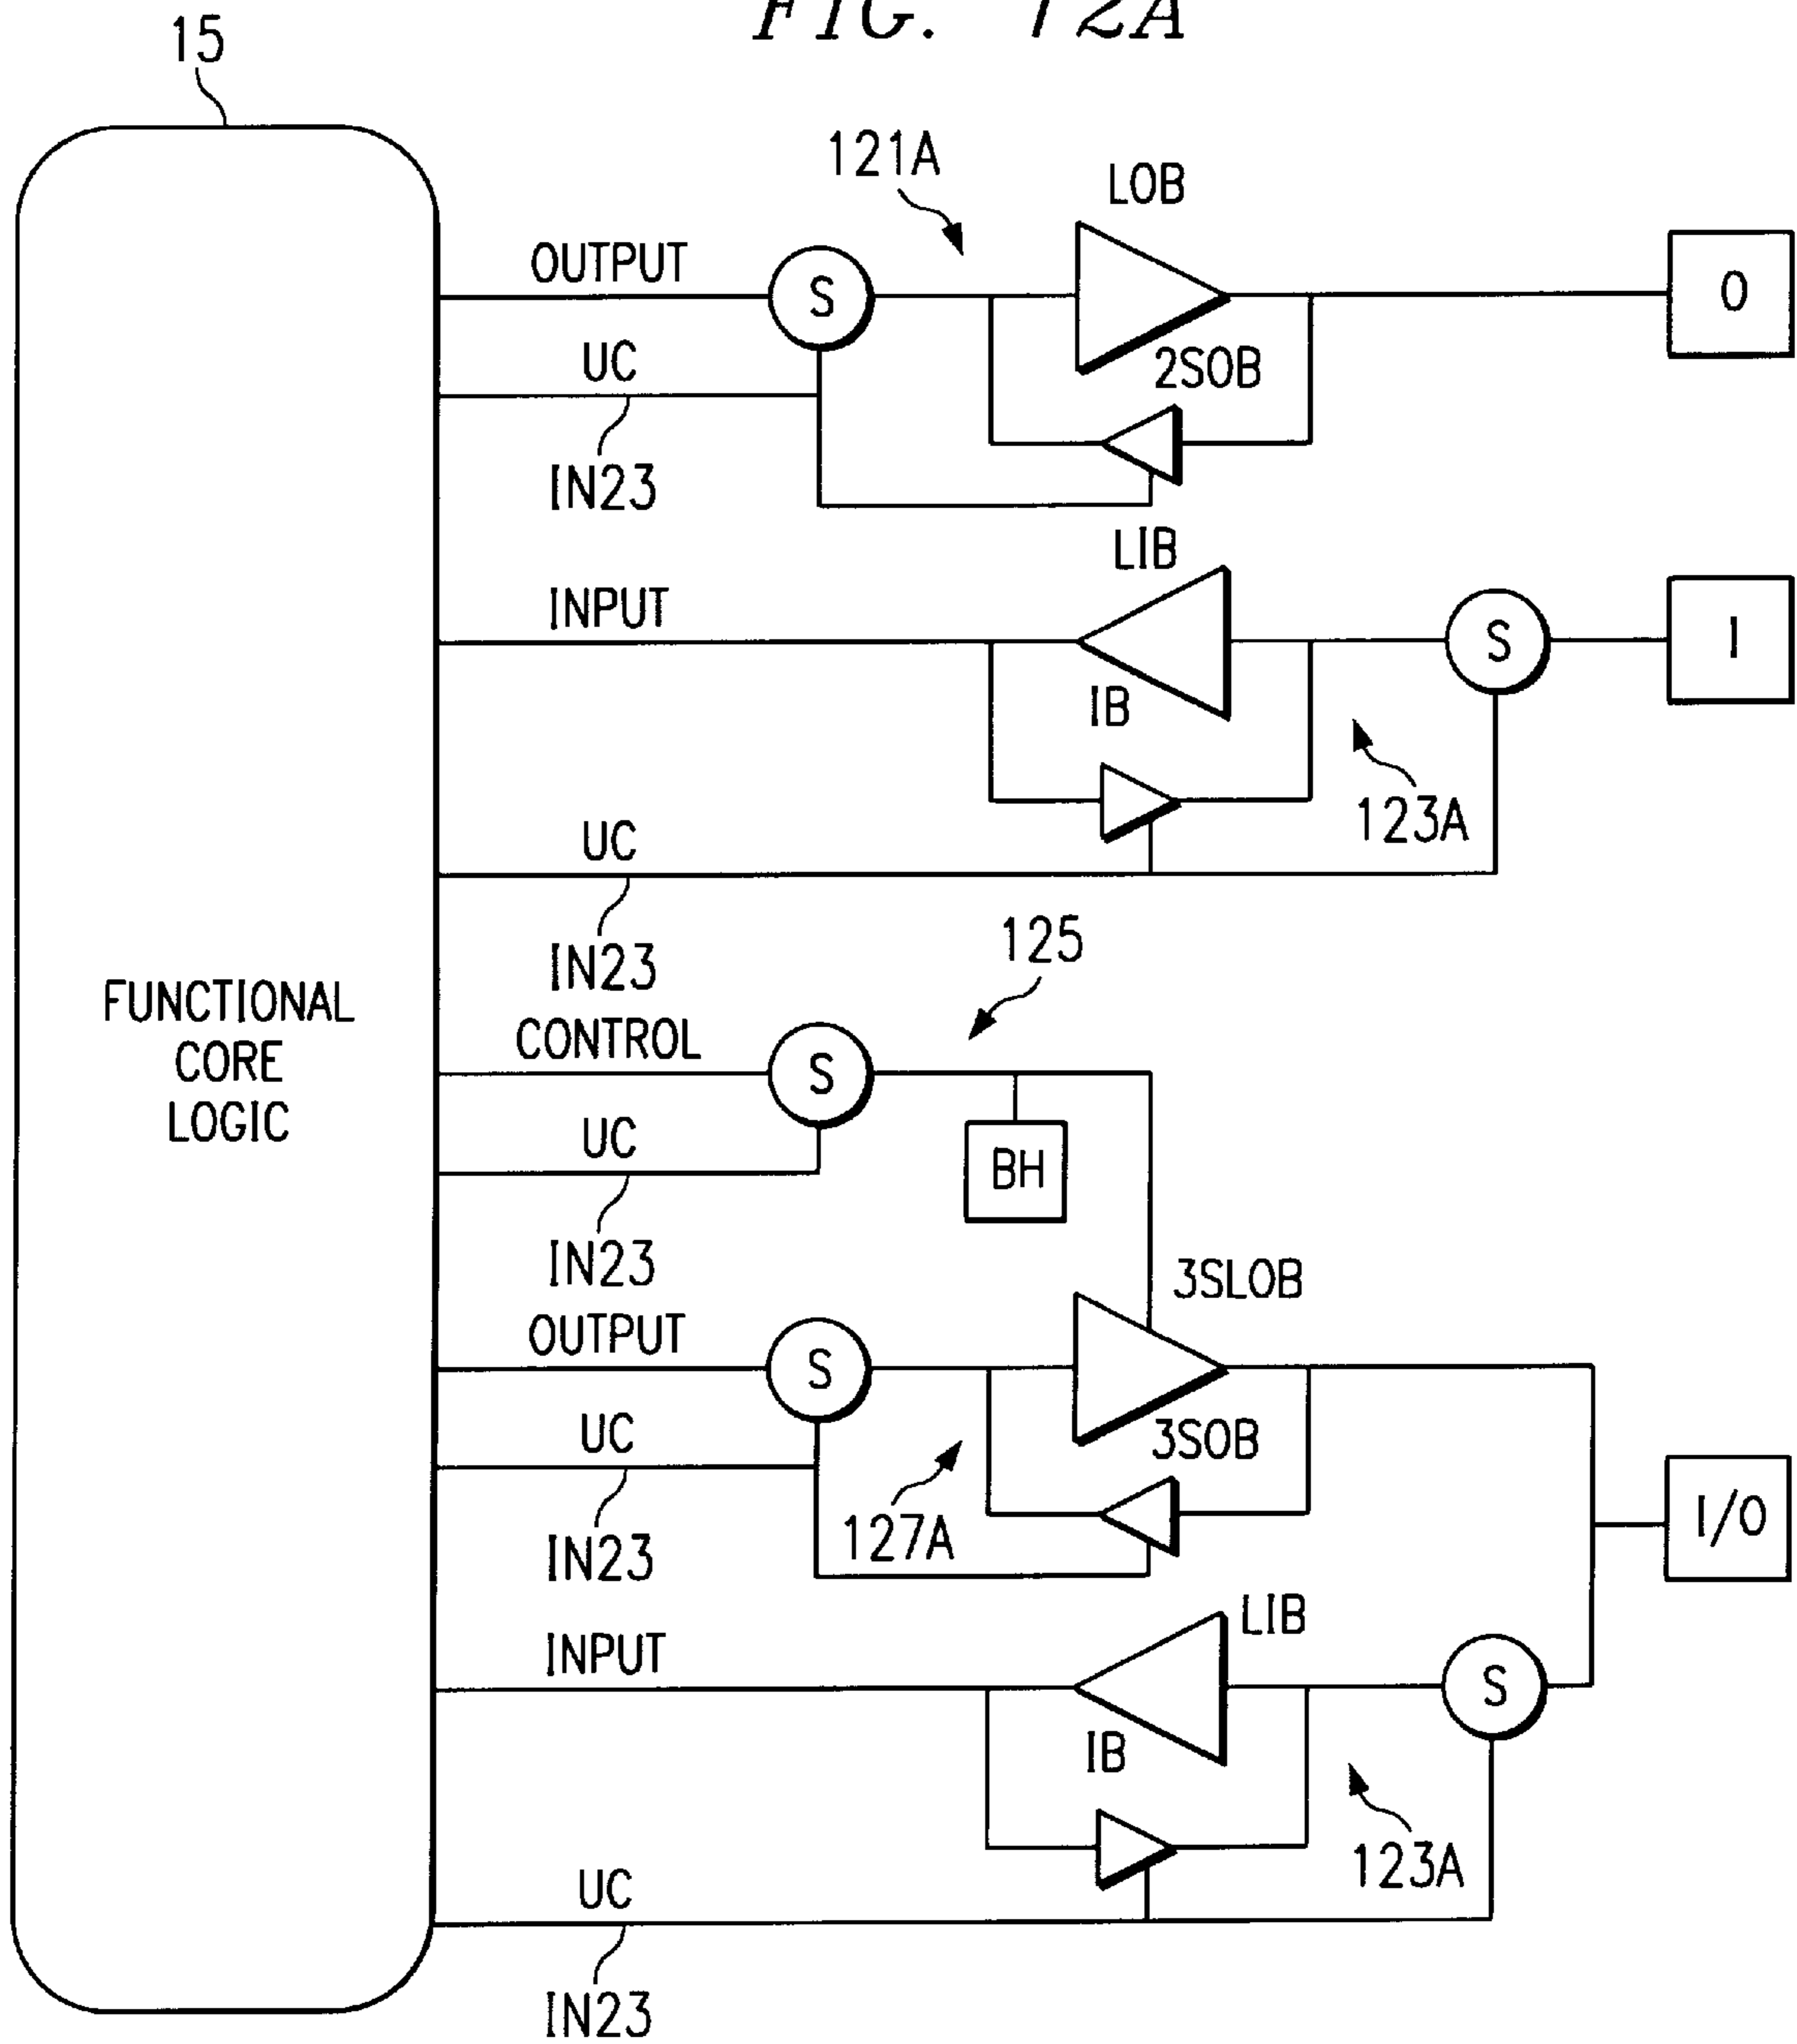 FIG. 12A
15
121A
LOB
OUTPUT
S
O
UC
2SOB
IN23
LIB
INPUT
S
I
IB
123A
UC
IN23
125
FUNCTIONAL
CORE
LOGIC
CONTROL
S
UC
BH
IN23
3SLOB
OUTPUT
S
UC
3SOB
127A
IN23
I/O
LIB
INPUT
S
IB
123A
UC
IN23